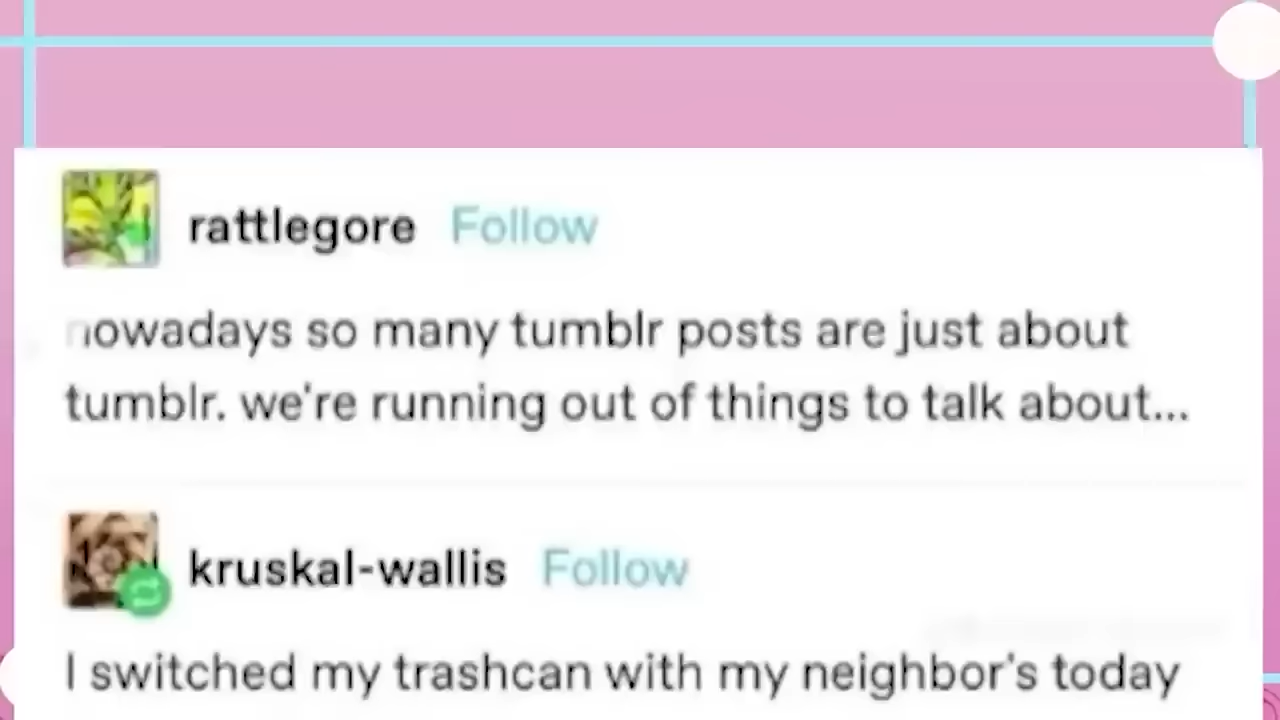 rattlegore Follow
nowadays so many tumblr posts are just about
tumblr. we're running out of things to talk about...
kruskal-wallis Follow
I switched my trashcan with my neighbor's today